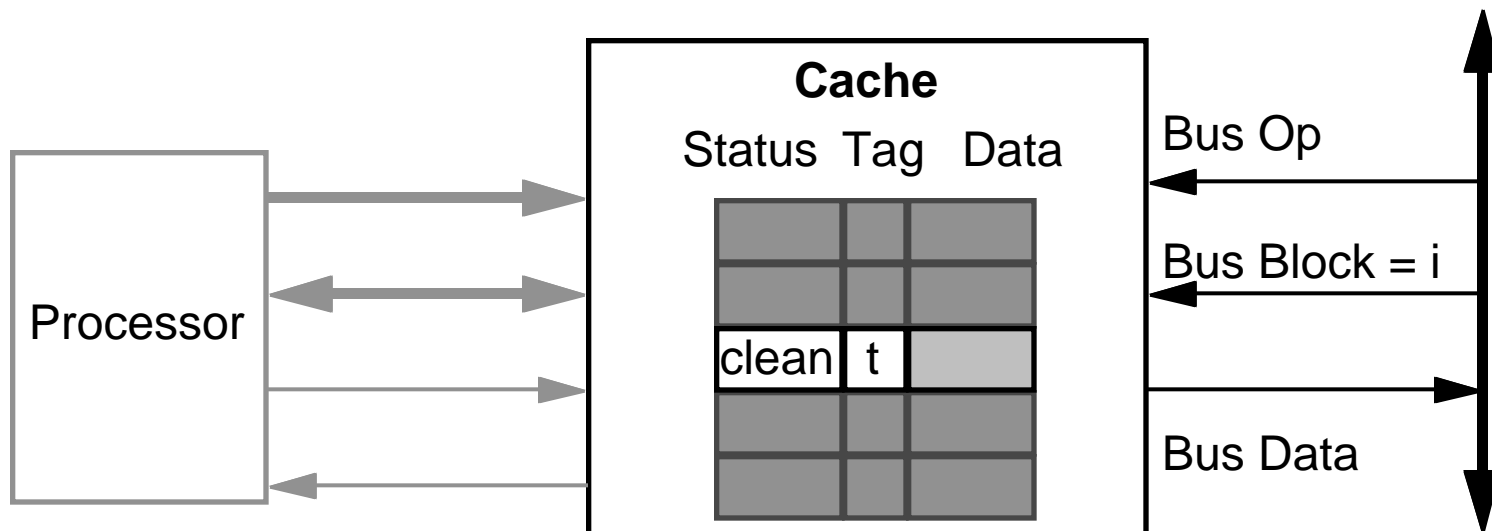 Cache
Status Tag Data
Bus Op
Bus Block = i
Processor
clean t
Bus Data